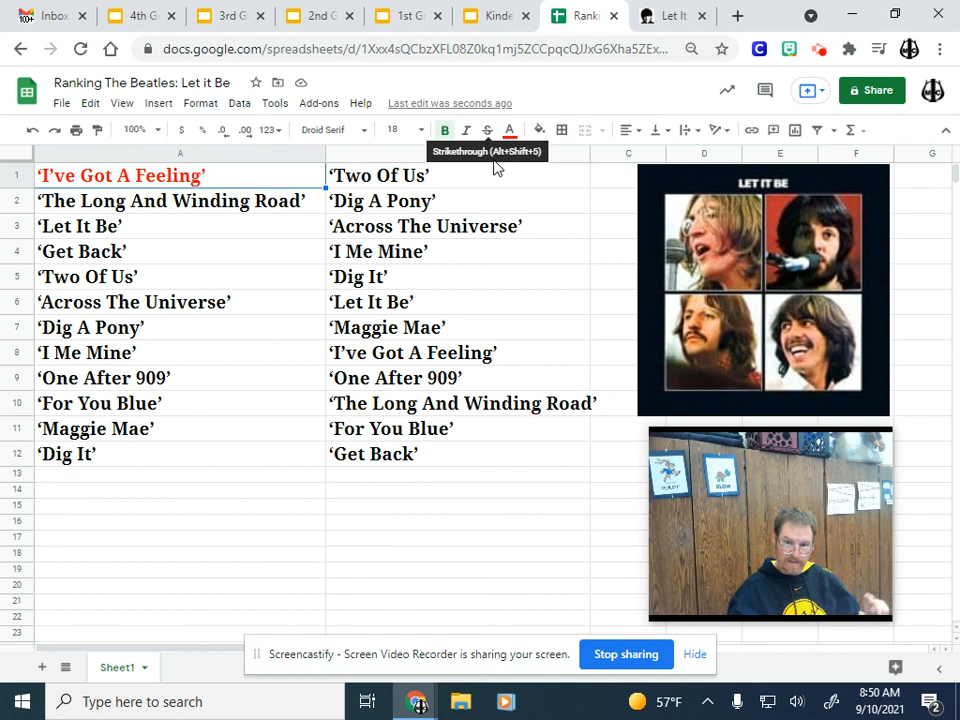 Inbox
4th G
3rd G
2nd G
1st G
Kinde
Ranki
Let It
docs.google.com/spreadsheets/d/1Xxx4sQCbzXFL08Z0kq1mj5ZCCpqcQJJxG6Xha5ZEx...
Ranking The Beatles: Let it Be
File Edit View Insert Format Data Tools Add-ons Help Last edit was seconds ago
Share
100% $ % .0 .00 123 Droid Serif 18 B I S A
Strikethrough (Alt+Shift+5)
A C D E F G
1 ‘I’ve Got A Feeling’ ‘Two Of Us’
2 ‘The Long And Winding Road’ ‘Dig A Pony’
3 ‘Let It Be’ ‘Across The Universe’
4 ‘Get Back’ ‘I Me Mine’
5 ‘Two Of Us’ ‘Dig It’
6 ‘Across The Universe’ ‘Let It Be’
7 ‘Dig A Pony’ ‘Maggie Mae’
8 ‘I Me Mine’ ‘I’ve Got A Feeling’
9 ‘One After 909’ ‘One After 909’
10 ‘For You Blue’ ‘The Long And Winding Road’
11 ‘Maggie Mae’ ‘For You Blue’
12 ‘Dig It’ ‘Get Back’
13
14
15
16
17
18
19
20
21
22
23
LET IT BE
SLOW
Screencastify - Screen Video Recorder is sharing your screen. Stop sharing Hide
Sheet1
Type here to search
57°F
8:50 AM
9/10/2021
2